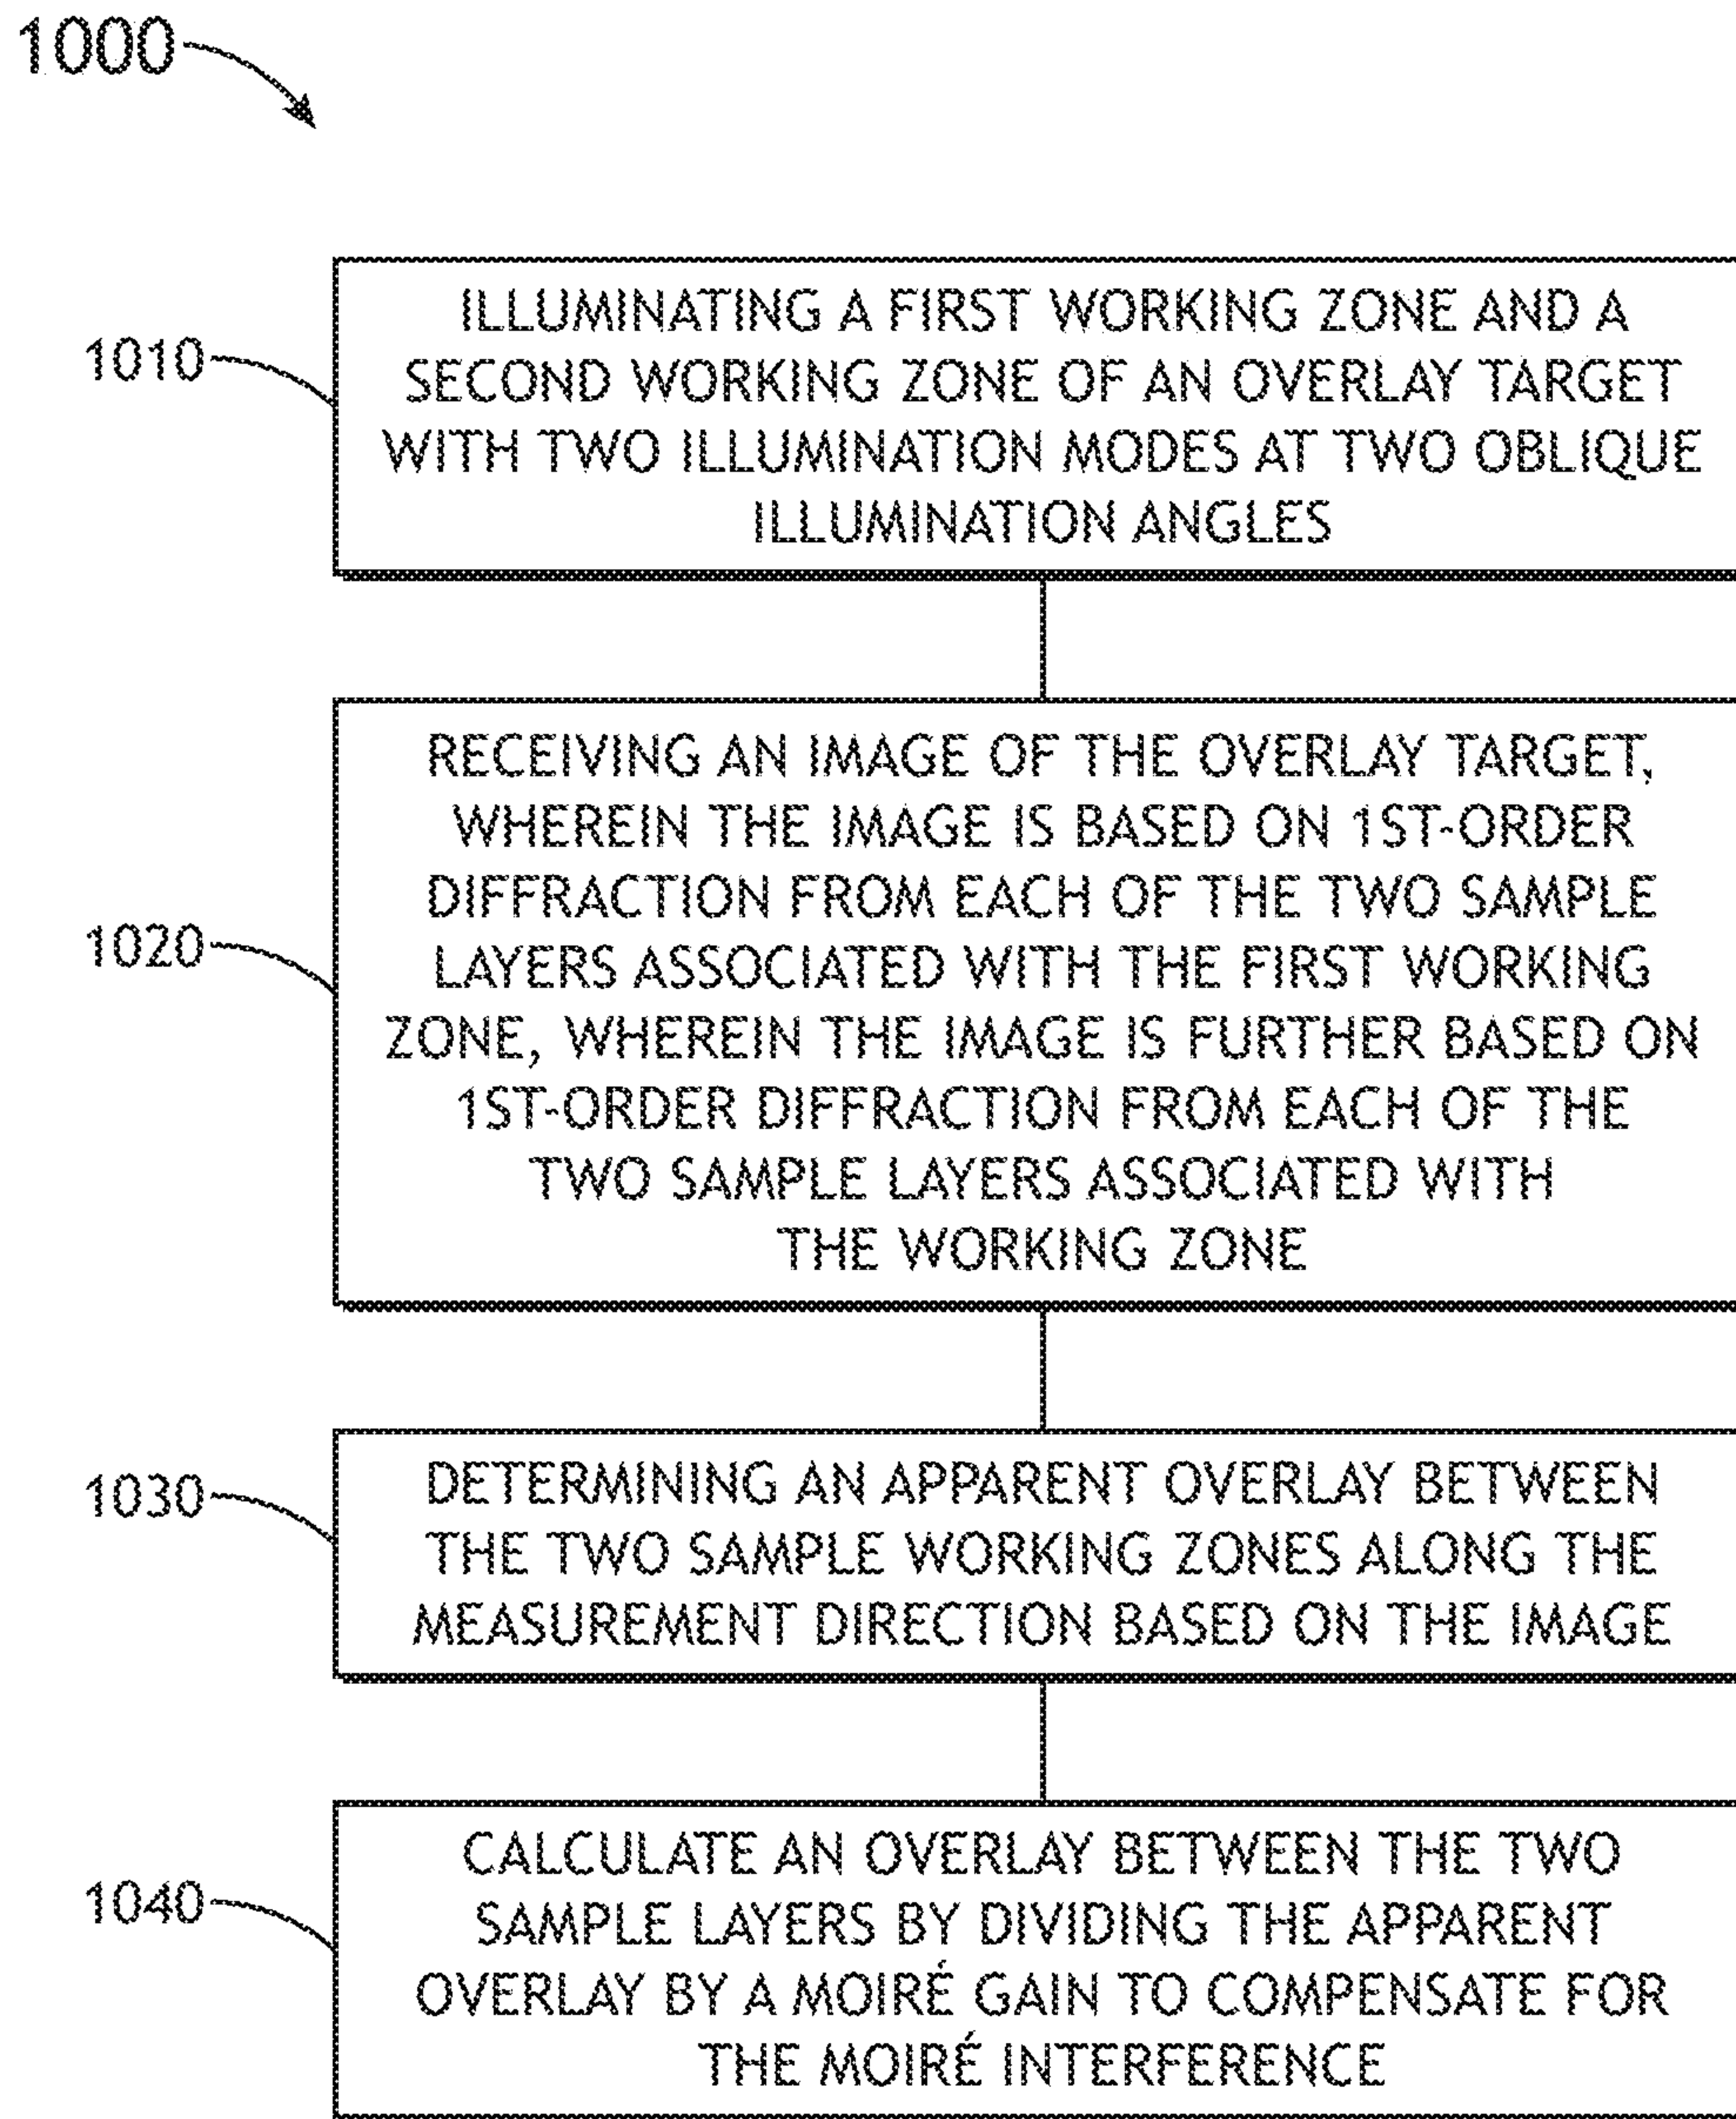 1000
1010
ILLUMINATING A FIRST WORKING ZONE AND A
SECOND WORKING ZONE OF AN OVERLAY TARGET
WITH TWO ILLUMINATION MODES AT TWO OBLIQUE
ILLUMINATION ANGLES
1020
RECEIVING AN IMAGE OF THE OVERLAY TARGET,
WHEREIN THE IMAGE IS BASED ON 1ST-ORDER
DIFFRACTION FROM EACH OF THE TWO SAMPLE
LAYERS ASSOCIATED WITH THE FIRST WORKING
ZONE, WHEREIN THE IMAGE IS FURTHER BASED ON
1ST-ORDER DIFFRACTION FROM EACH OF THE
TWO SAMPLE LAYERS ASSOCIATED WITH
THE WORKING ZONE
1030
DETERMINING AN APPARENT OVERLAY BETWEEN
THE TWO SAMPLE WORKING ZONES ALONG THE
MEASUREMENT DIRECTION BASED ON THE IMAGE
1040
CALCULATE AN OVERLAY BETWEEN THE TWO
SAMPLE LAYERS BY DIVIDING THE APPARENT
OVERLAY BY A MOIRÉ GAIN TO COMPENSATE FOR
THE MOIRÉ INTERFERENCE